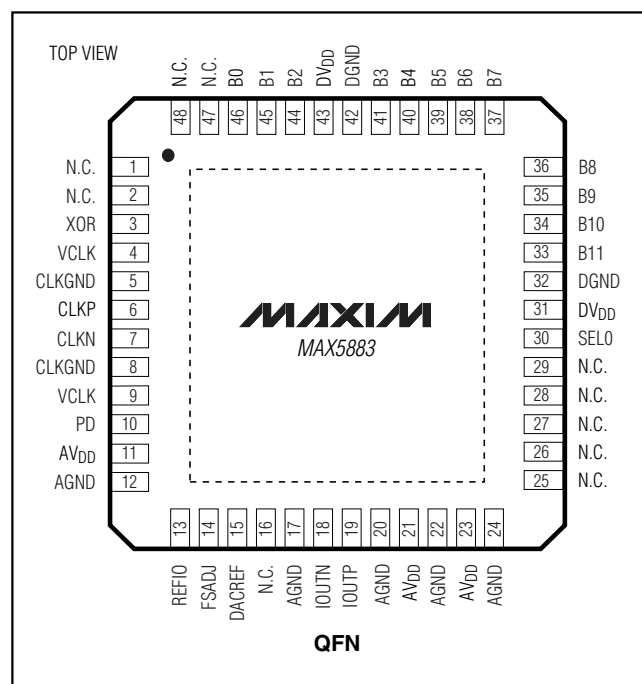 TOP VIEW
N.C. N.C. B0 B1 B2 DVDD DGND B3 B4 B5 B6 B7
48 47 46 45 44 43 42 41 40 39 38 37
N.C. 1
N.C. 2
XOR 3
VCLK 4
CLKGND 5
CLKP 6
CLKN 7
CLKGND 8
VCLK 9
PD 10
AVDD 11
AGND 12
MAXIM
MAX5883
36 B8
35 B9
34 B10
33 B11
32 DGND
31 DVDD
30 SEL0
29 N.C.
28 N.C.
27 N.C.
26 N.C.
25 N.C.
13 14 15 16 17 18 19 20 21 22 23 24
REFIO FSADJ DACREF N.C. AGND IOUTN IOUTP AGND AVDD AGND AVDD AGND
QFN